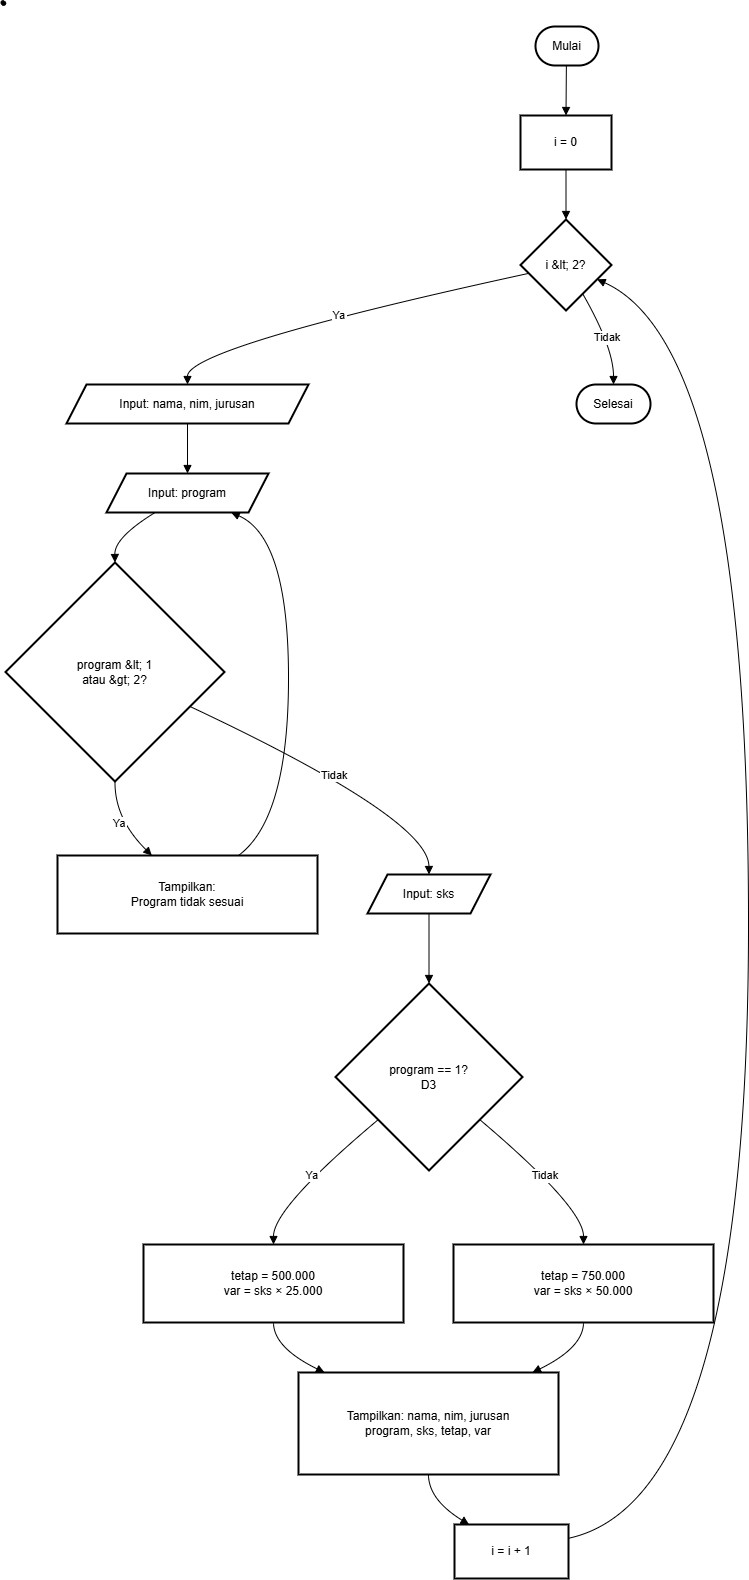 Mulai
i = 0
i &lt; 2?
Ya
Tidak
Selesai
Input: nama, nim, jurusan
Input: program
program &lt; 1
atau &gt; 2?
Ya
Tidak
Tampilkan:
Program tidak sesuai
Input: sks
program == 1?
D3
Ya
Tidak
tetap = 500.000
var = sks × 25.000
tetap = 750.000
var = sks × 50.000
Tampilkan: nama, nim, jurusan
program, sks, tetap, var
i = i + 1